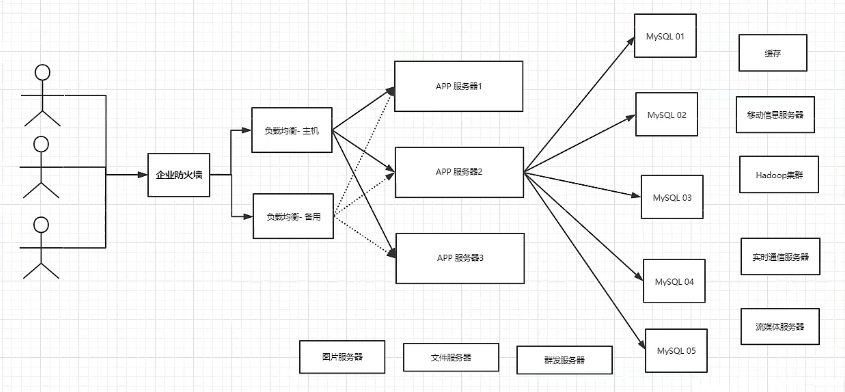 企业防火墙
负载均衡- 主机
负载均衡- 备用
APP 服务器1
APP 服务器2
APP 服务器3
MySQL 01
MySQL 02
MySQL 03
MySQL 04
MySQL 05
缓存
移动信息服务器
Hadoop集群
实时通信服务器
流媒体服务器
图片服务器
文件服务器
群发服务器